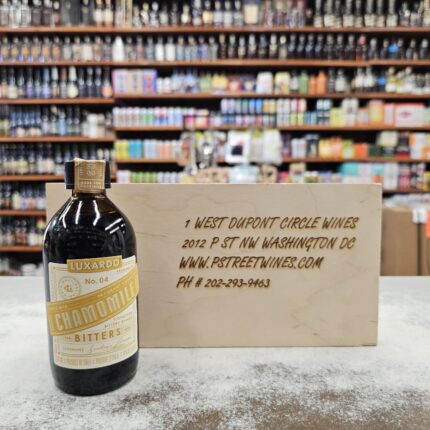 1 WEST DUPONT CIRCLE WINES
2012 P ST NW WASHINGTON DC
WWW.PSTREETWINES.COM
PH # 202-293-9463
LUXARDO
No. 04
CHAMOMILE
BITTERS